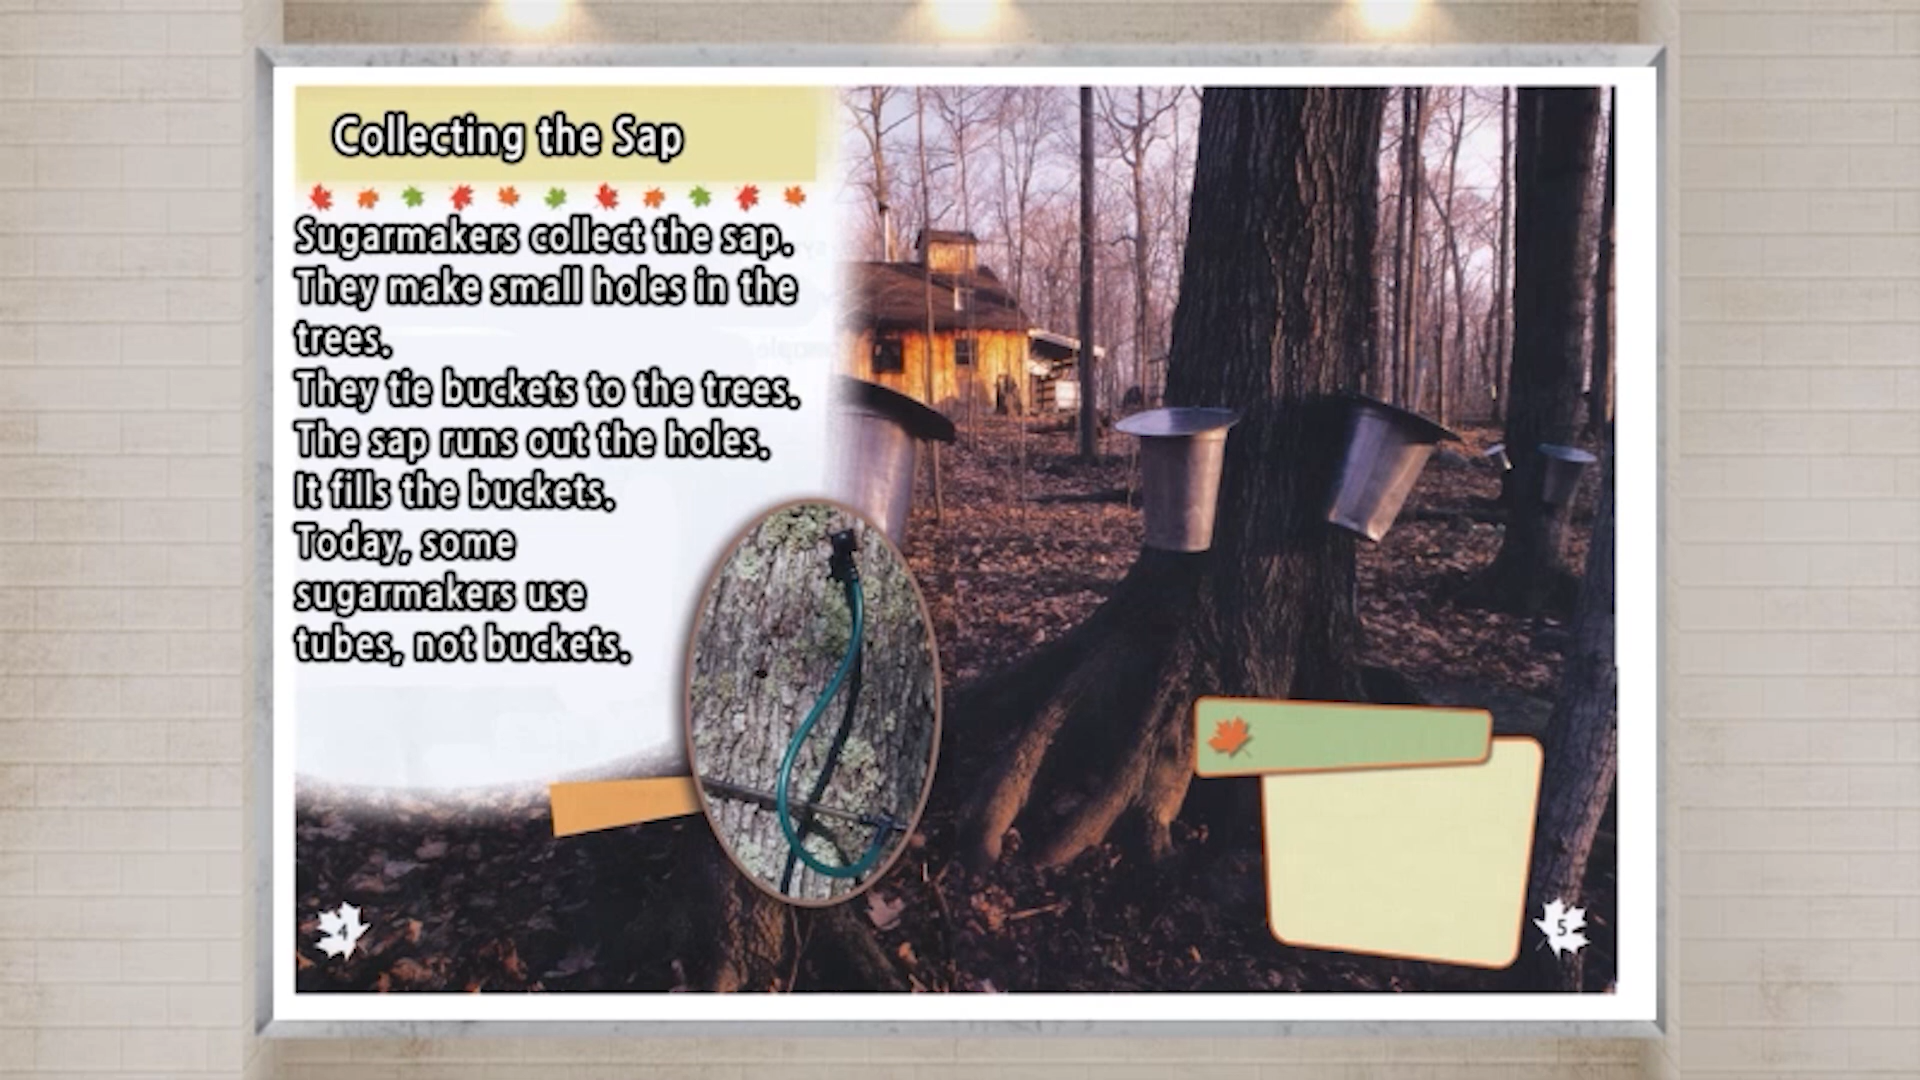 Collecting the Sap
Sugarmakers collect the sap.
They make small holes in the
trees.
They tie buckets to the trees.
The sap runs out the holes.
It fills the buckets.
Today, some
sugarmakers use
tubes, not buckets.
4
5